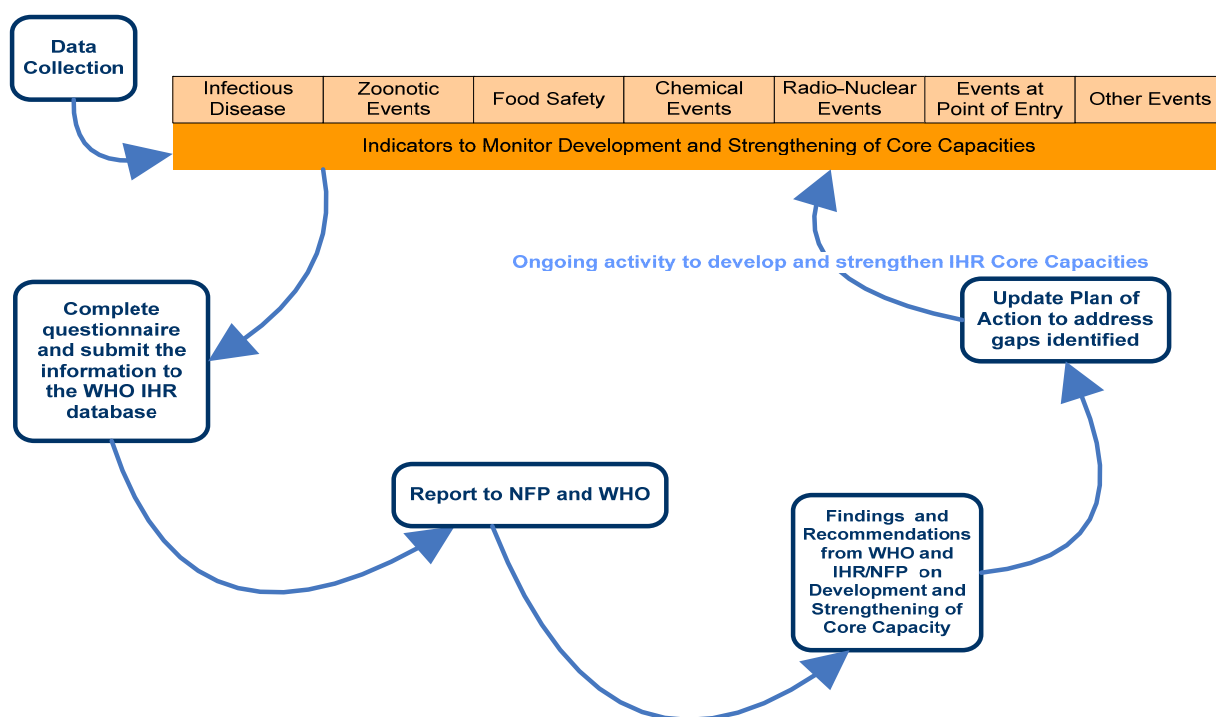 Data
Collection
Infectious
Disease
Zoonotic
Events
Food Safety
Chemical
Events
Radio-Nuclear
Events
Events at
Point of Entry
Other Events
Indicators to Monitor Development and Strengthening of Core Capacities
Ongoing activity to develop and strengthen IHR Core Capacities
Complete
questionnaire
and submit the
information to
the WHO IHR
database
Update Plan of
Action to address
gaps identified
Report to NFP and WHO
Findings and
Recommendations
from WHO and
IHR/NFP on
Development and
Strengthening of
Core Capacity